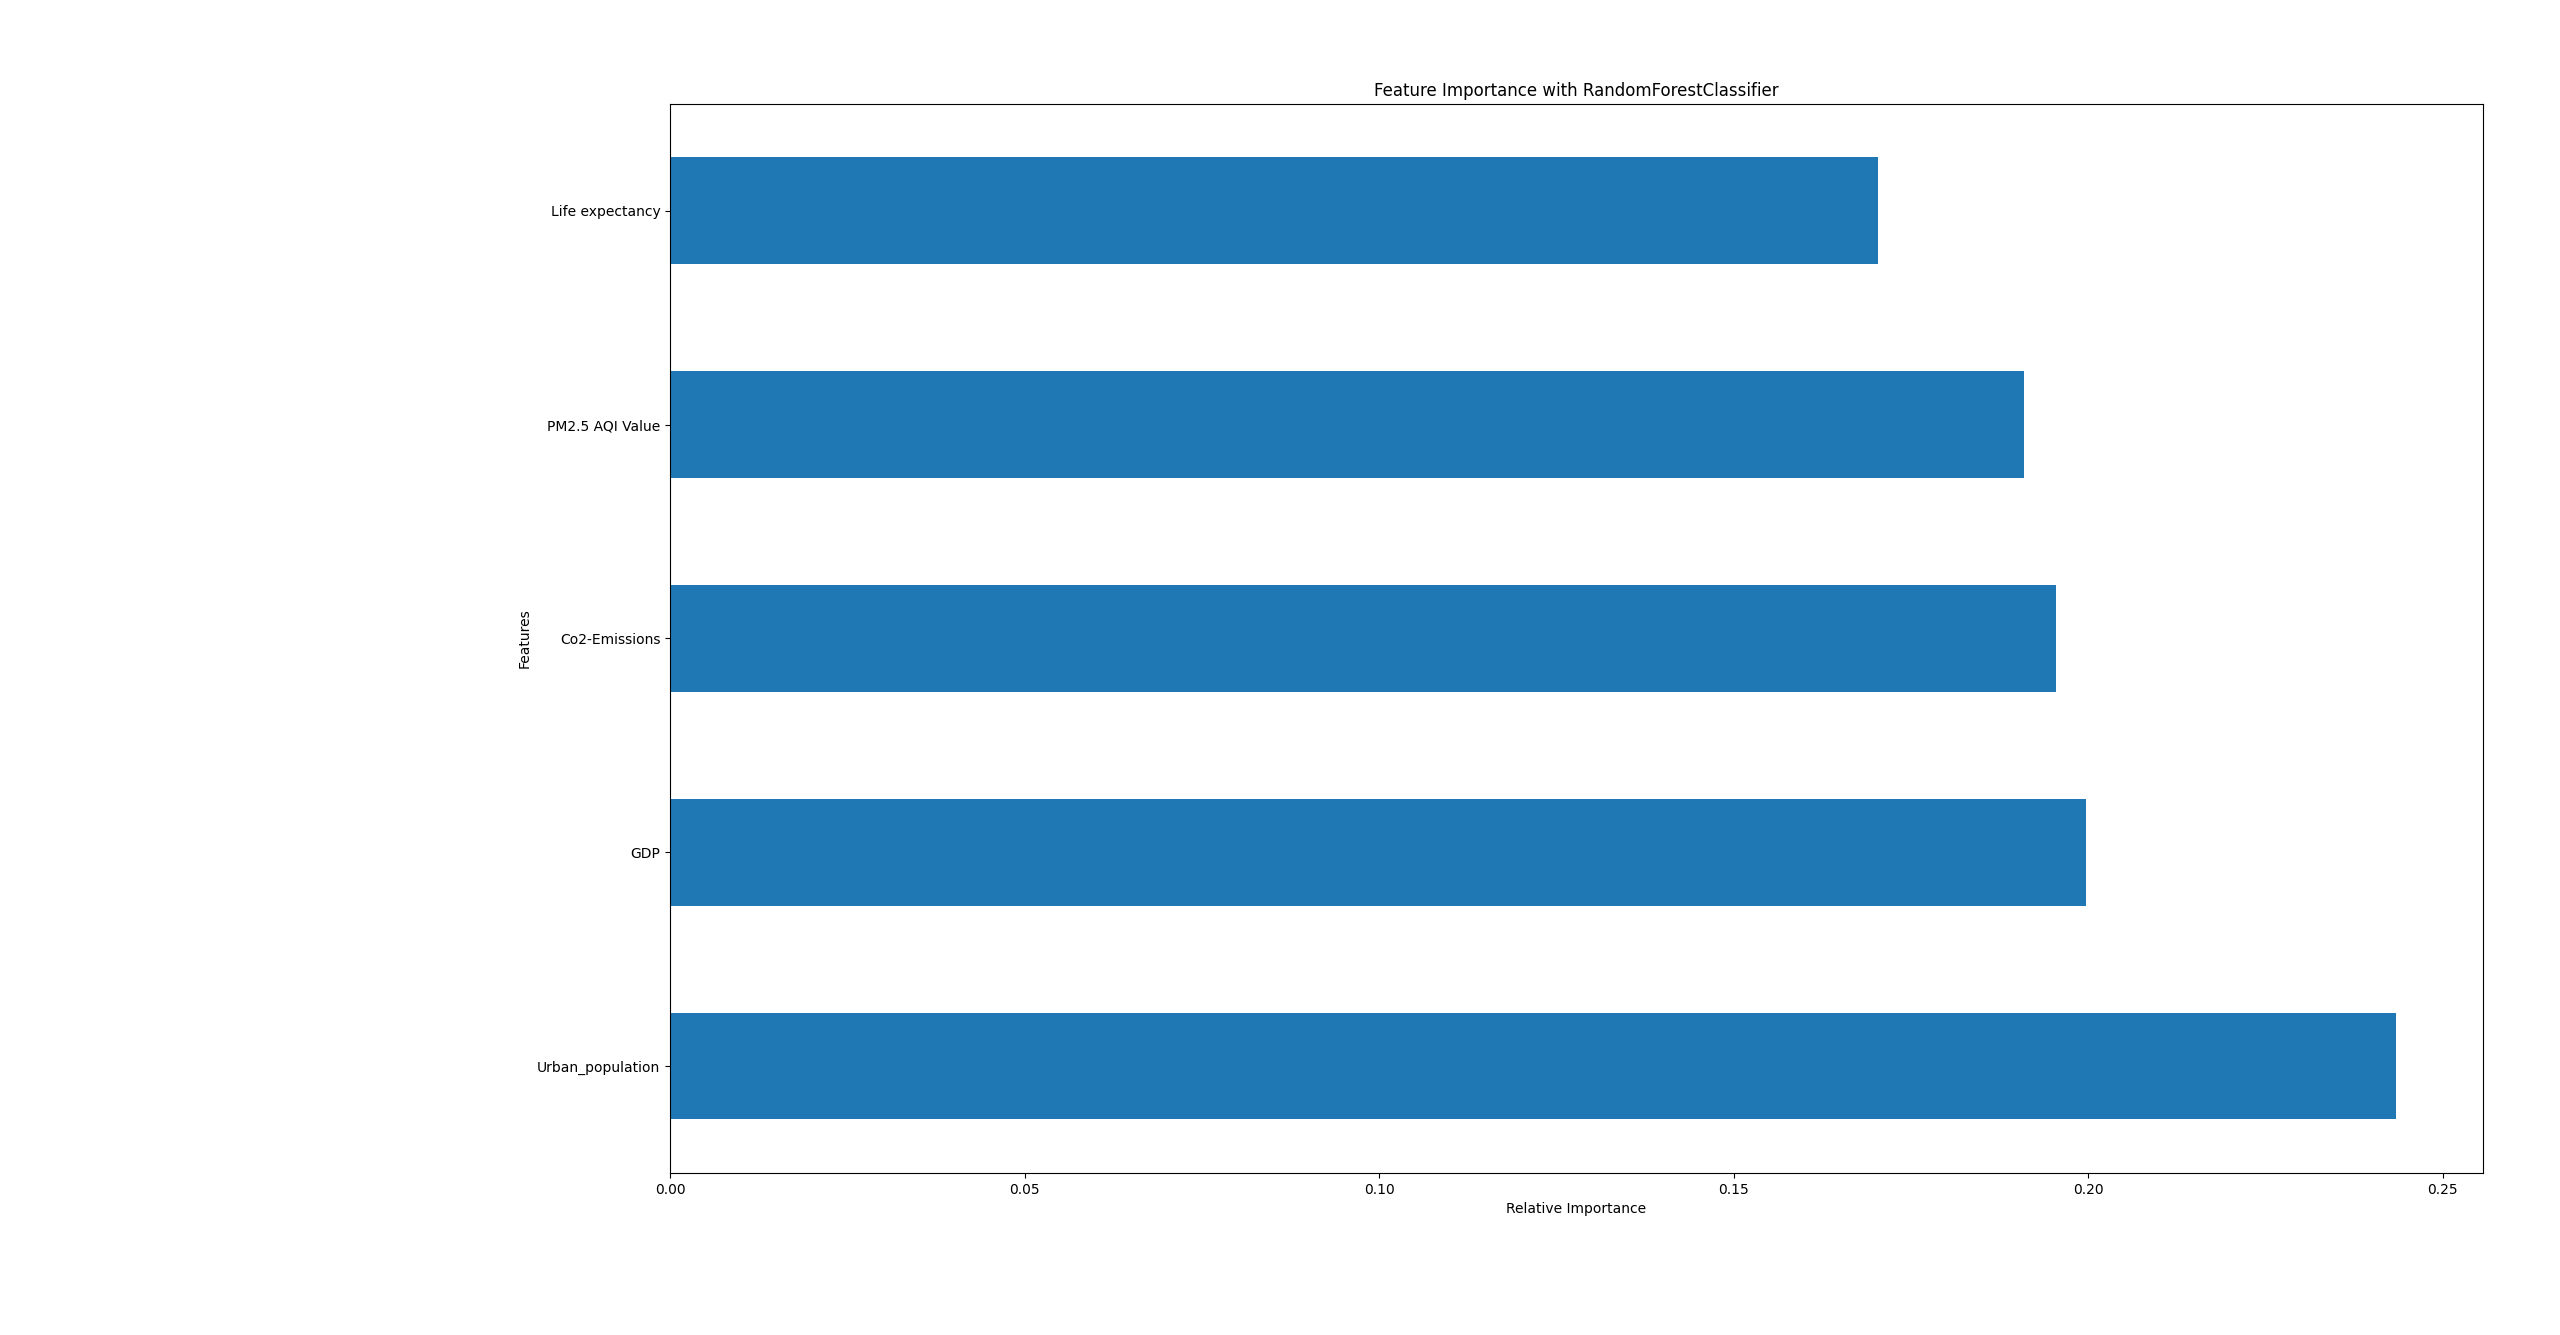 Feature Importance with RandomForestClassifier
Life expectancy
PM2.5 AQI Value
Co2-Emissions
GDP
Urban_population
Features
0.00 0.05 0.10 0.15 0.20 0.25
Relative Importance